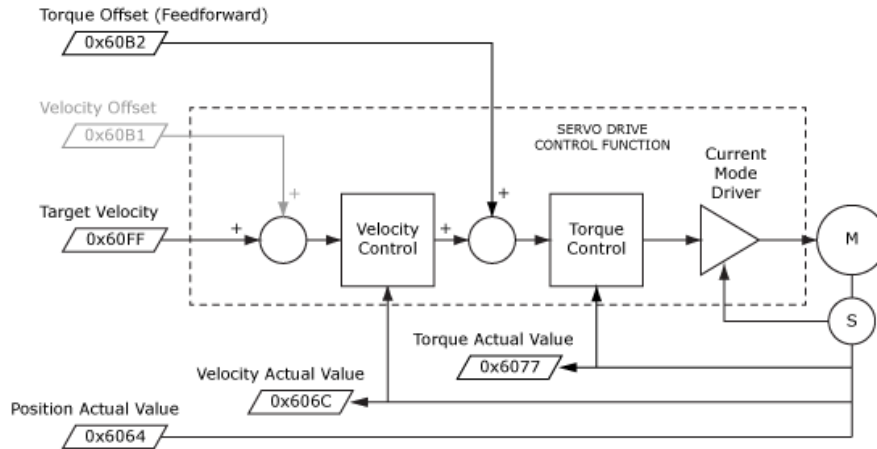 Torque Offset (Feedforward)
0x60B2
Velocity Offset
0x60B1
SERVO DRIVE
CONTROL FUNCTION
Current
Mode
Driver
+
+
Target Velocity
0x60FF
+
Velocity
Control
+
Torque
Control
M
S
Torque Actual Value
0x6077
Velocity Actual Value
0x606C
Position Actual Value
0x6064